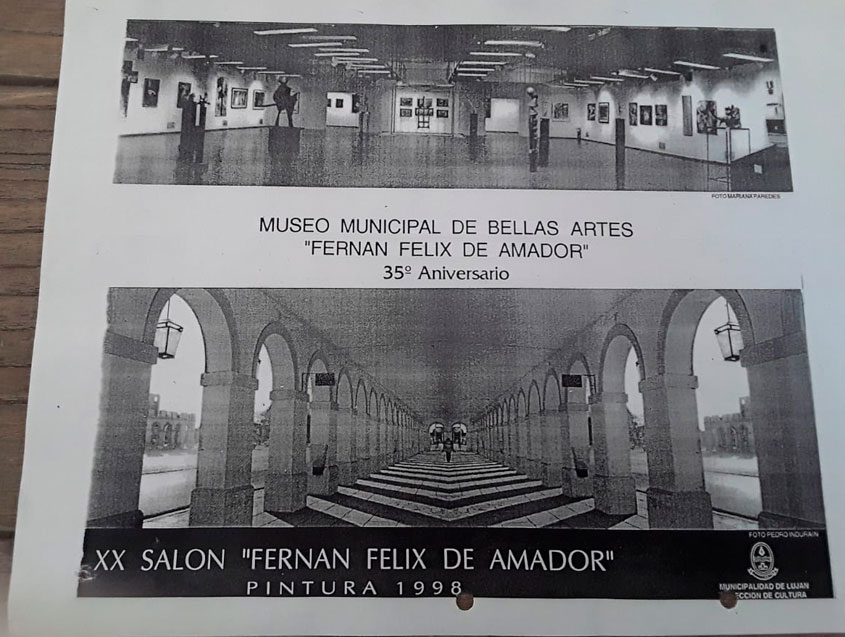 FOTO MARIANA PAREDES
MUSEO MUNICIPAL DE BELLAS ARTES
"FERNAN FELIX DE AMADOR"
35º Aniversario
FOTO PEDRO INDURAIN
XX SALON "FERNAN FELIX DE AMADOR"
PINTURA 1998
MUNICIPALIDAD DE LUJAN
ECCION DE CULTURA